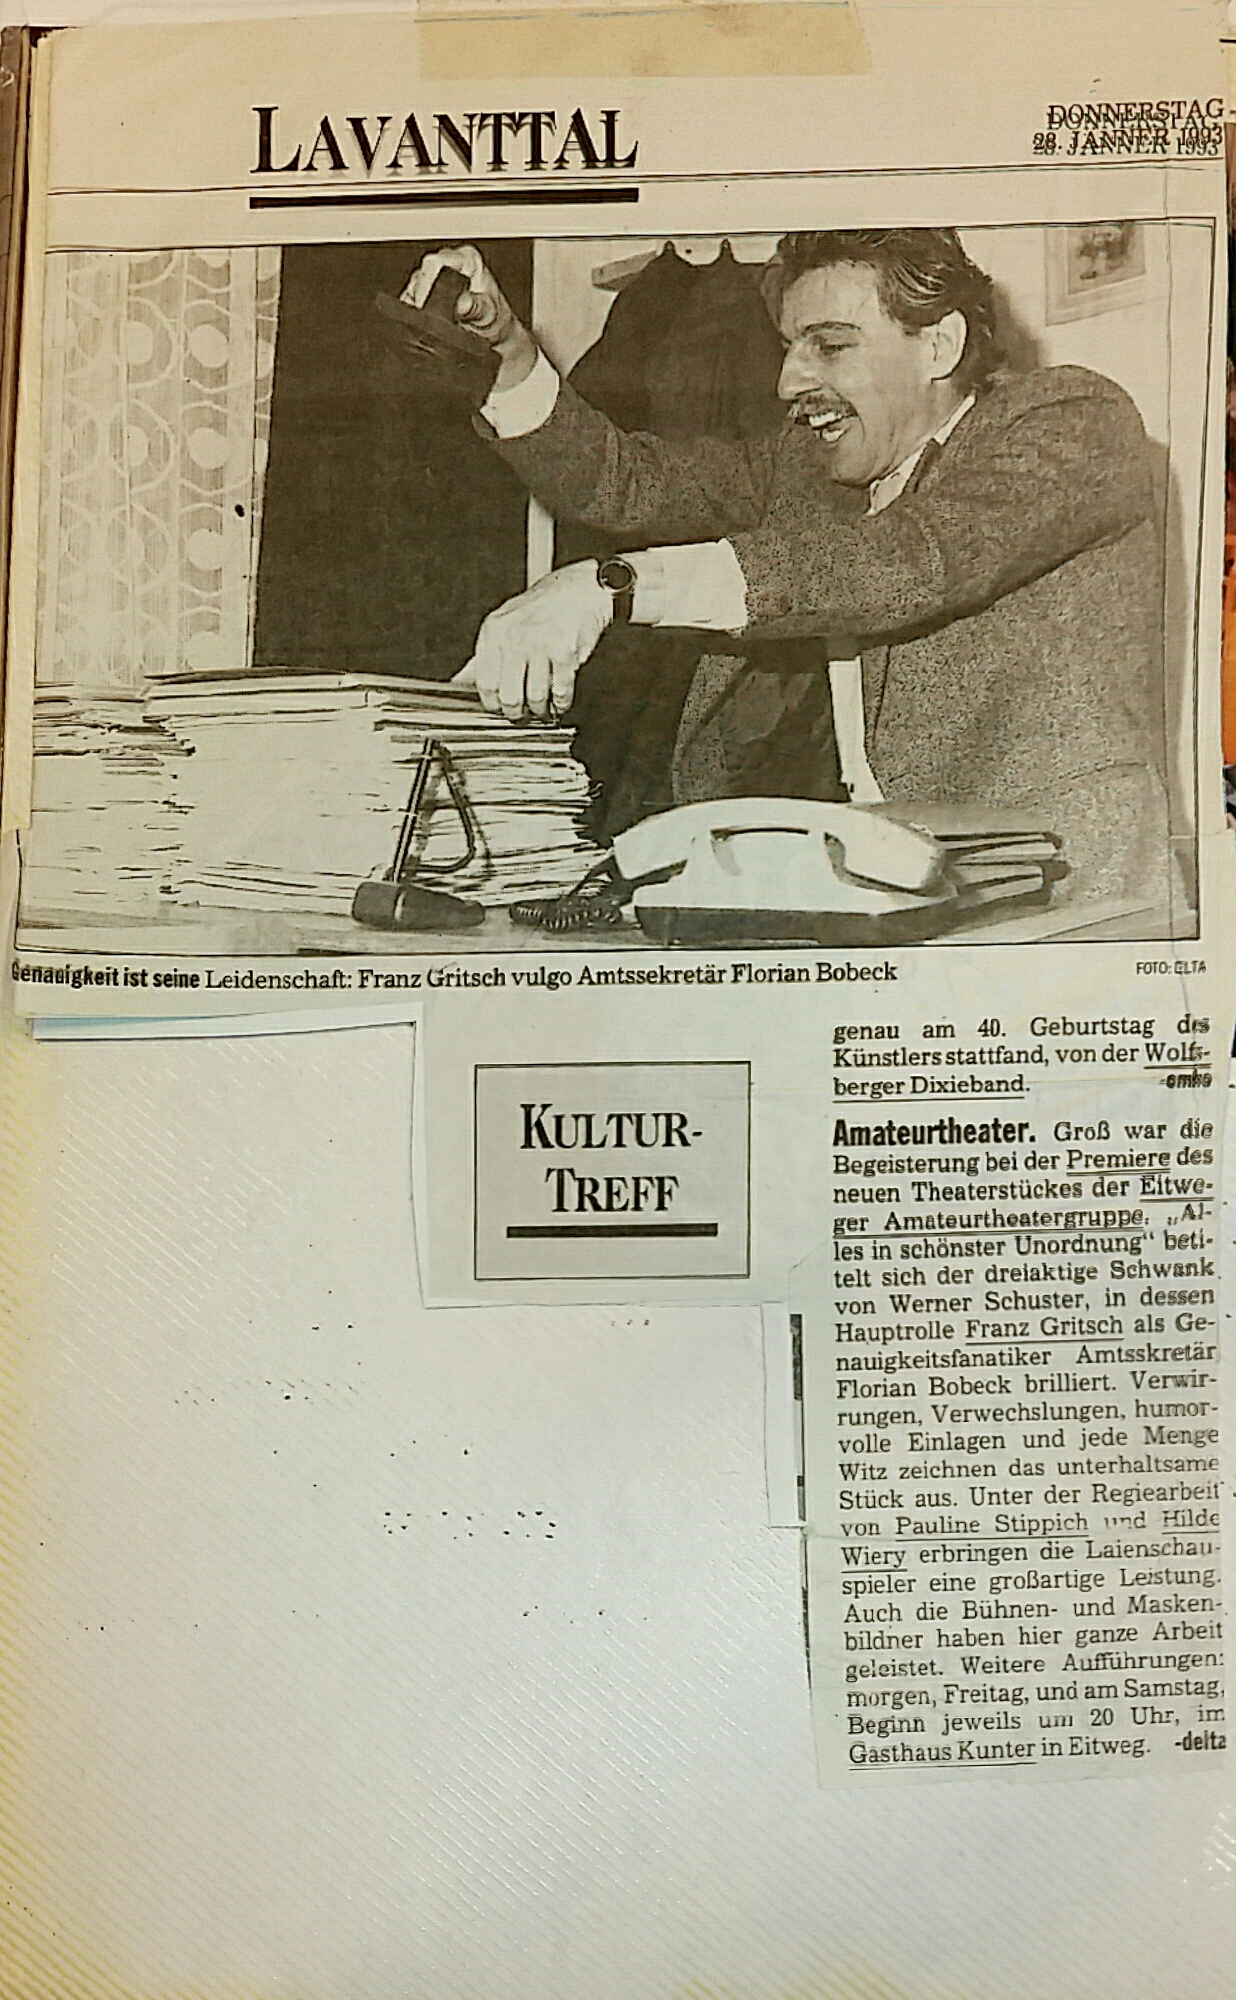 LAVANTTAL
DONNERSTAG
28. JÄNNER 1993
Genauigkeit ist seine Leidenschaft: Franz Gritsch vulgo Amtssekretär Florian Bobeck
FOTO: ELTA
KULTUR-
TREFF
genau am 40. Geburtstag des
Künstlers stattfand, von der Wolfs-
berger Dixieband.
Amateurtheater. Groß war die
Begeisterung bei der Premiere des
neuen Theaterstückes der Eitwe-
ger Amateurtheatergruppe. „Al-
les in schönster Unordnung“ beti-
telt sich der dreiaktige Schwank
von Werner Schuster, in dessen
Hauptrolle Franz Gritsch als Ge-
nauigkeitsfanatiker Amtsskretär
Florian Bobeck brilliert. Verwir-
rungen, Verwechslungen, humor-
volle Einlagen und jede Menge
Witz zeichnen das unterhaltsame
Stück aus. Unter der Regiearbeit
von Pauline Stippich und Hilde
Wiery erbringen die Laienschau-
spieler eine großartige Leistung.
Auch die Bühnen- und Masken-
bildner haben hier ganze Arbeit
geleistet. Weitere Aufführungen:
morgen, Freitag, und am Samstag,
Beginn jeweils um 20 Uhr, im
Gasthaus Kunter in Eitweg. -delta